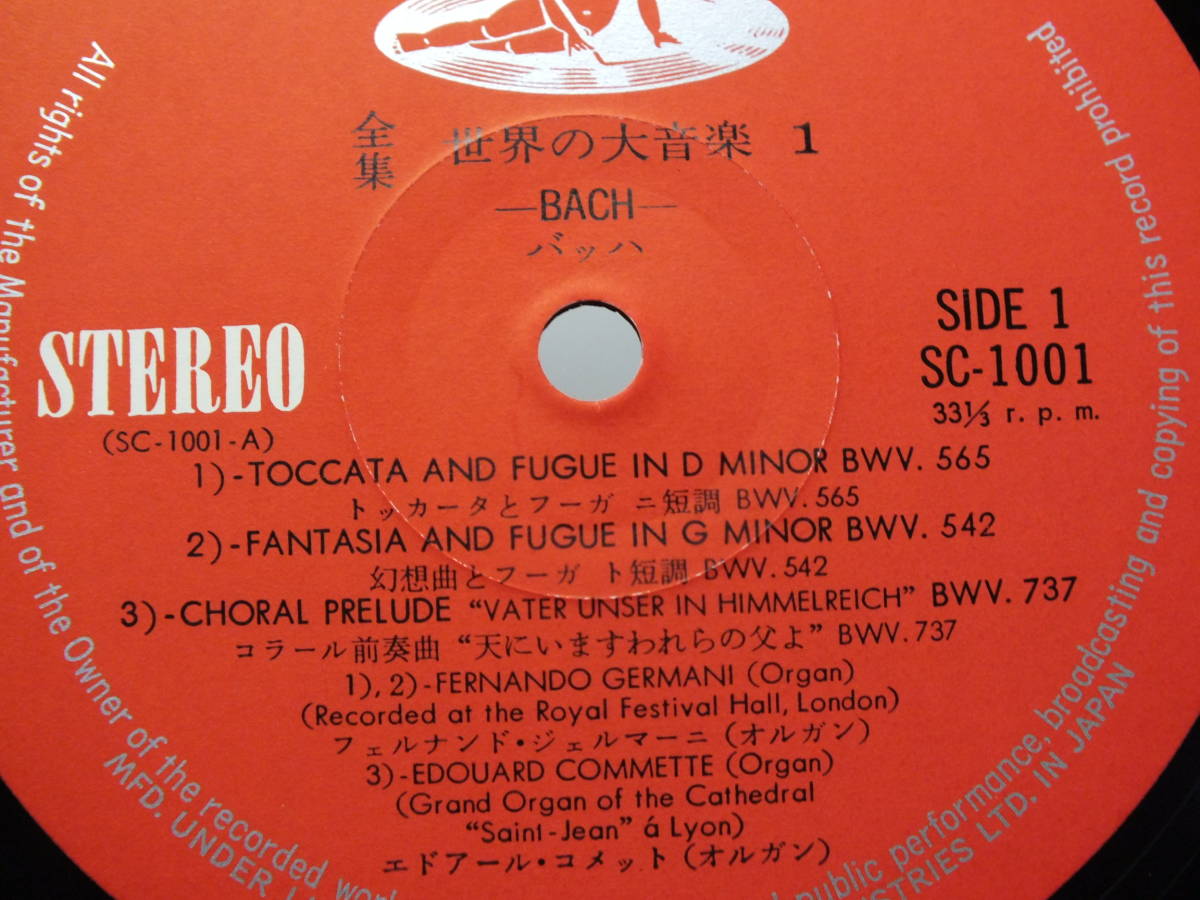 全集 世界の大音楽 1
—BACH—
バッハ
STEREO
(SC-1001-A)
SIDE 1
SC-1001
33⅓ r. p. m.
1)-TOCCATA AND FUGUE IN D MINOR BWV. 565
トッカータとフーガ ニ短調 BWV.565
2)-FANTASIA AND FUGUE IN G MINOR BWV. 542
幻想曲とフーガ ト短調 BWV.542
3)-CHORAL PRELUDE “VATER UNSER IN HIMMELREICH” BWV. 737
コラール前奏曲 “天にいますわれらの父よ” BWV.737
1), 2)-FERNANDO GERMANI (Organ)
(Recorded at the Royal Festival Hall, London)
フェルナンド・ジェルマーニ (オルガン)
3)-EDOUARD COMMETTE (Organ)
(Grand Organ of the Cathedral
“Saint-Jean” á Lyon)
エドアール・コメット (オルガン)
All rights of the Manufacturer and of the Owner of the recorded work
public performance, broadcasting and copying of this record prohibited
MFD. UNDER
LTD. IN JAPAN